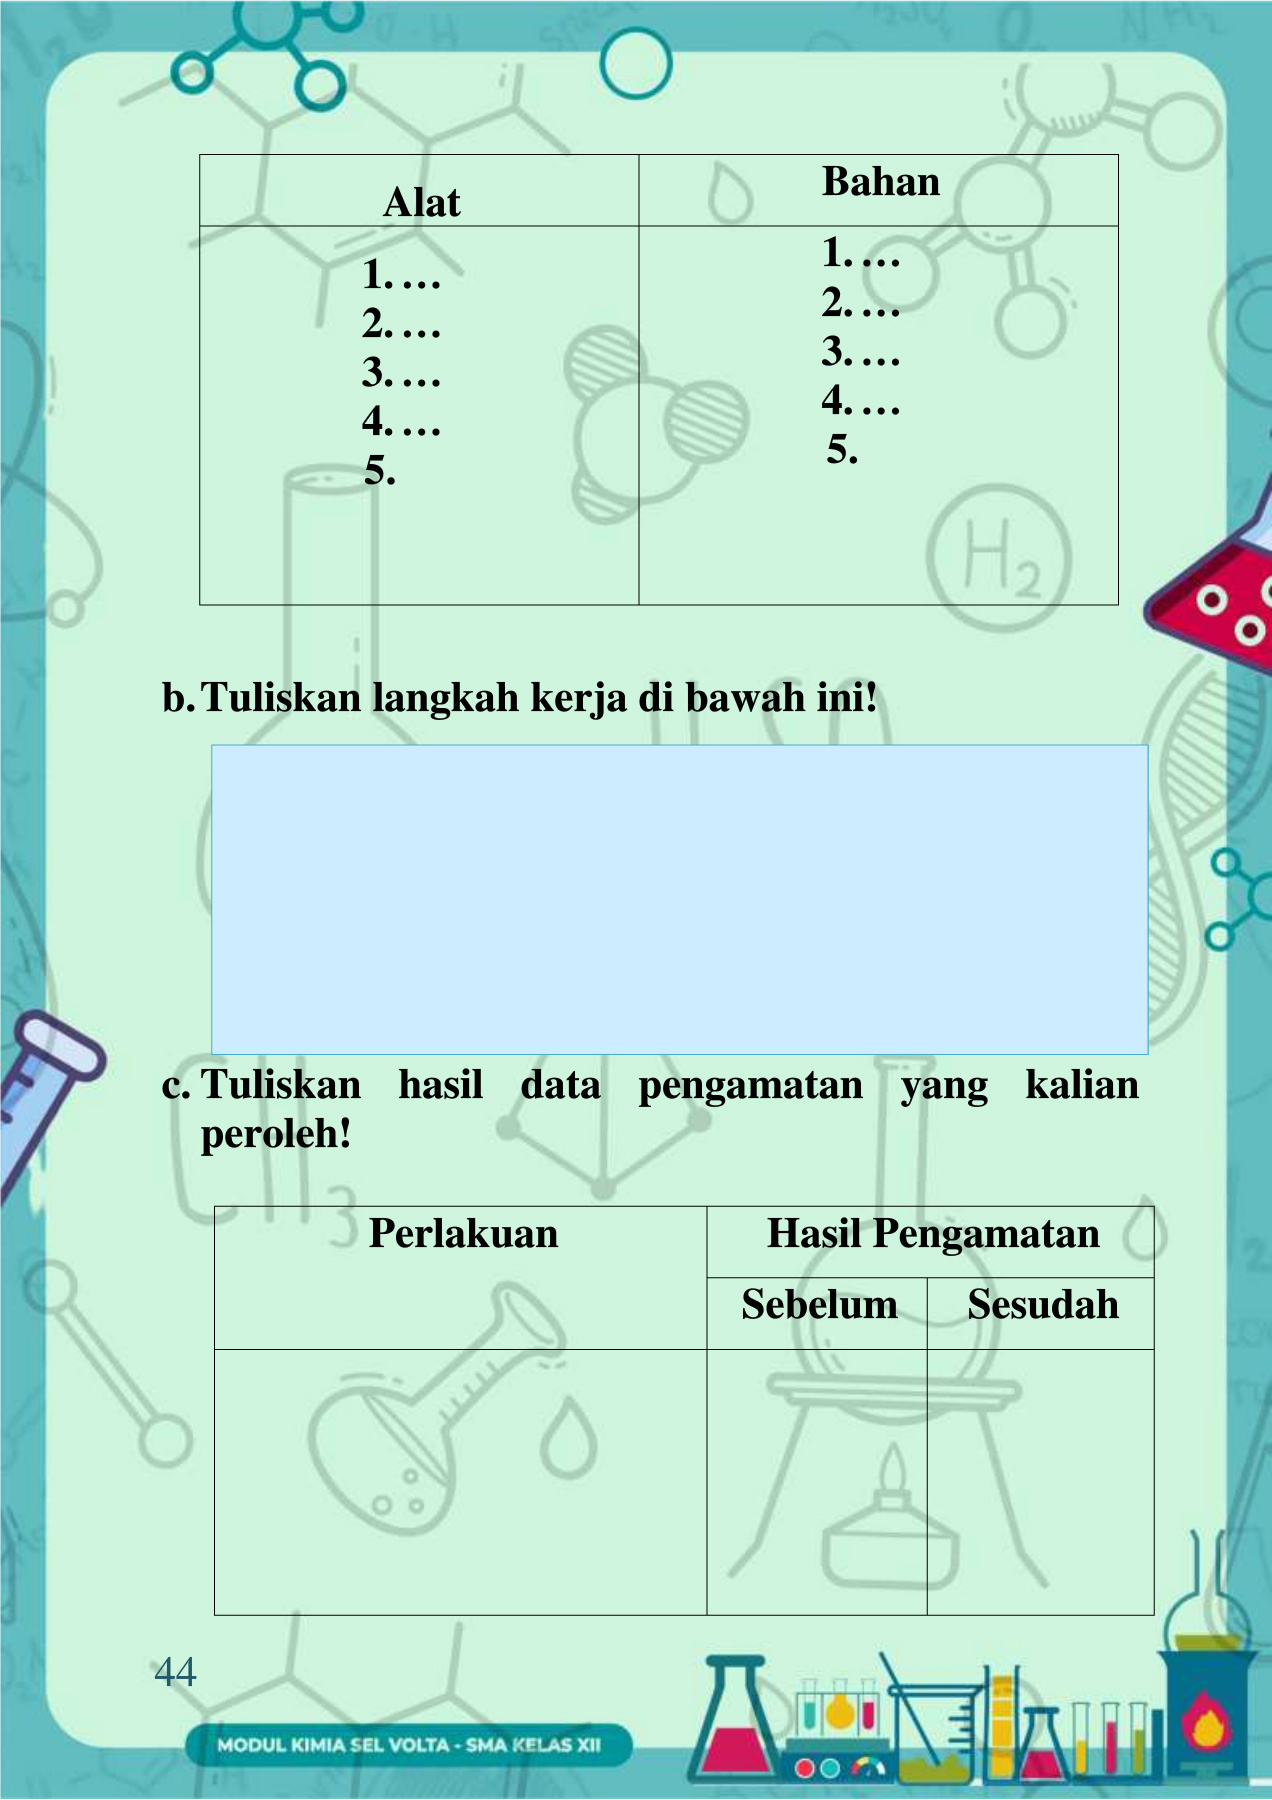 Alat
Bahan
1. …
2. …
3. …
4. …
5.
1. …
2. …
3. …
4. …
5.
b. Tuliskan langkah kerja di bawah ini!
c. Tuliskan hasil data pengamatan yang kalian
peroleh!
Perlakuan
Hasil Pengamatan
Sebelum
Sesudah
H2
CH3
44
MODUL KIMIA SEL VOLTA - SMA KELAS XII